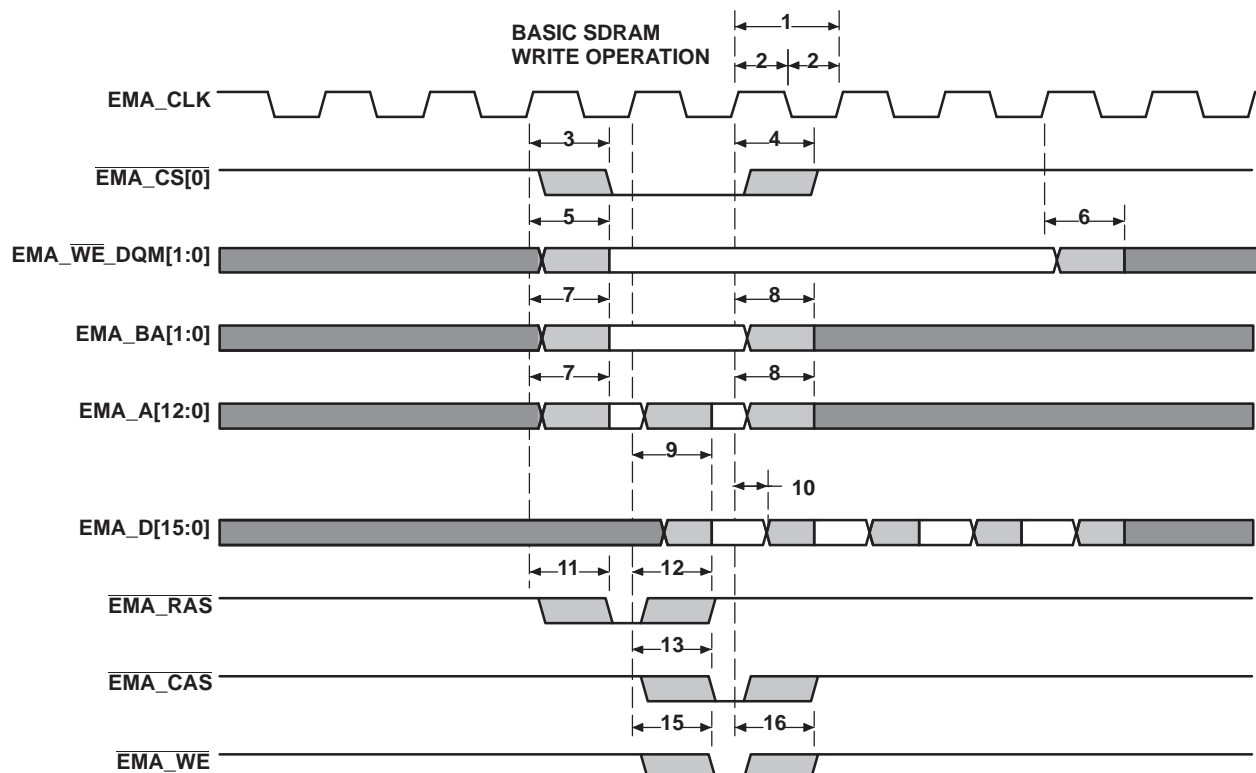 1
BASIC SDRAM
WRITE OPERATION
2 2
EMA_CLK
3 4
EMA_CS[0]
5 6
EMA_WE_DQM[1:0]
7 8
EMA_BA[1:0]
7 8
EMA_A[12:0]
9
10
EMA_D[15:0]
11 12
EMA_RAS
13
EMA_CAS
15 16
EMA_WE